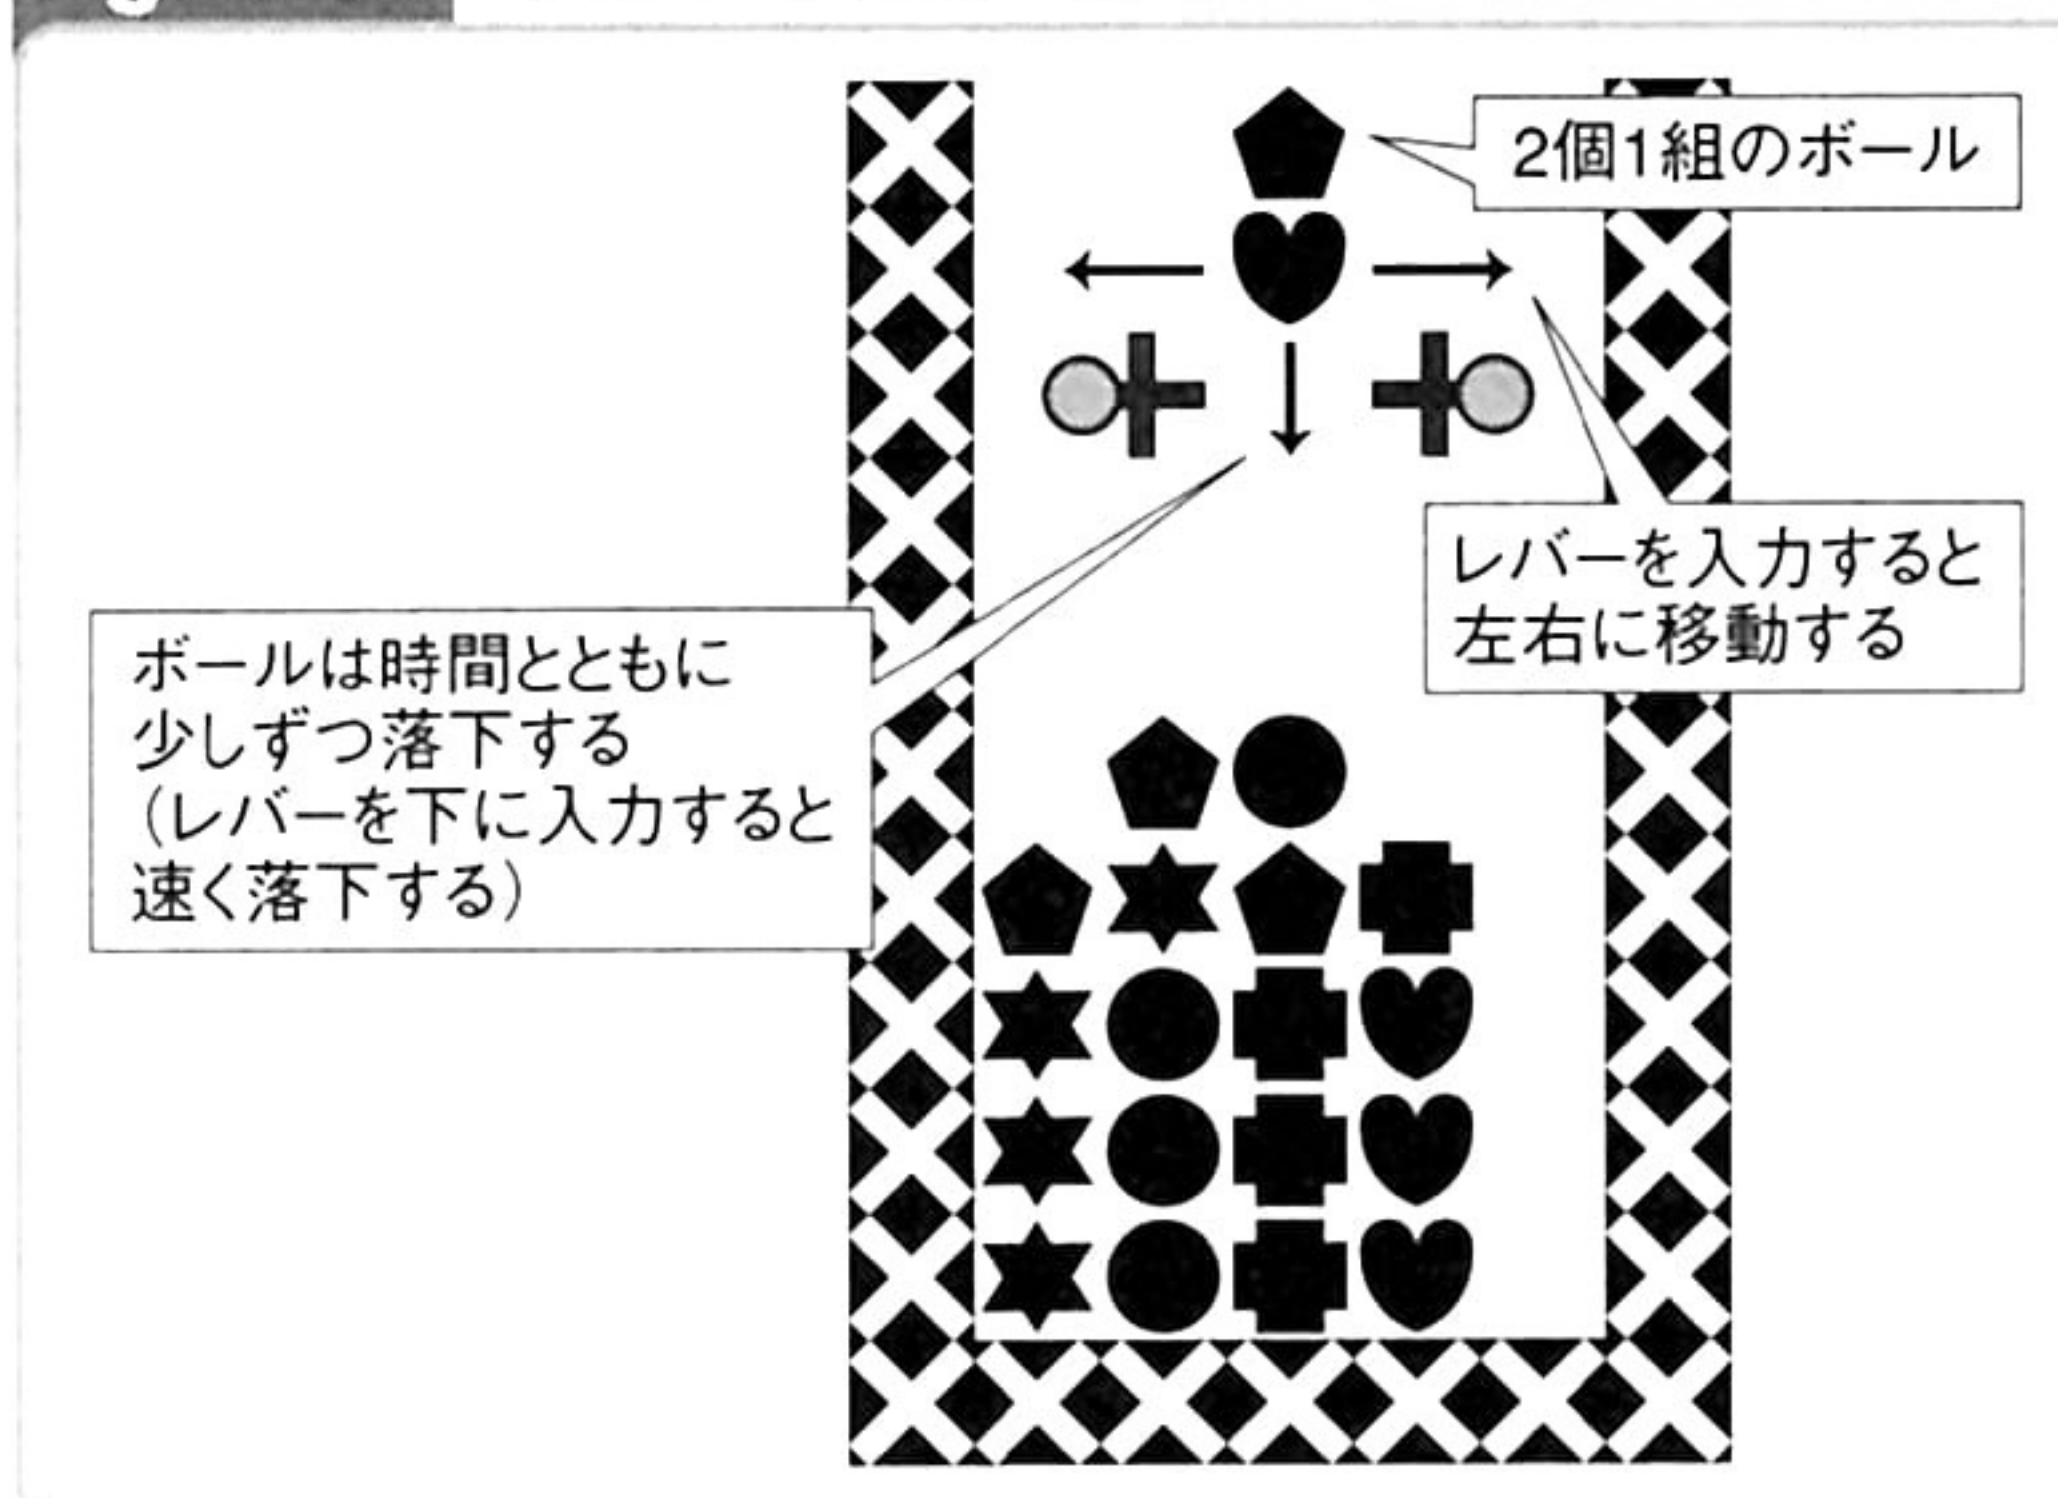 2個1組のボール
レバーを入力すると
左右に移動する
ボールは時間とともに
少しずつ落下する
(レバーを下に入力すると
速く落下する)